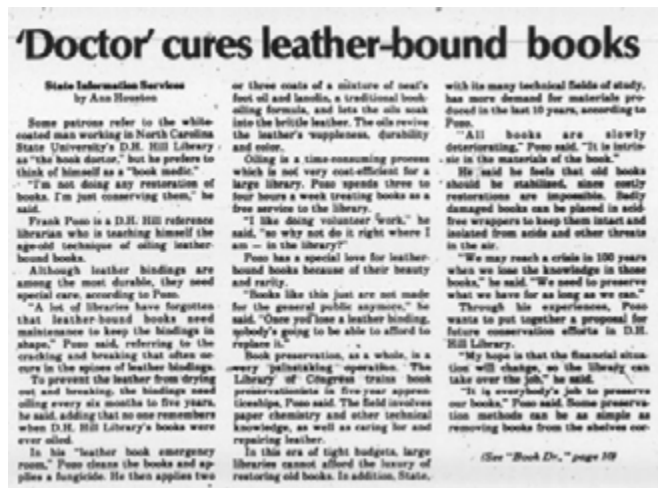 'Doctor' cures leather-bound books
State Information Services
by Ann Houston
Some patrons refer to the white-
coated man working in North Carolina
State University's D.H. Hill Library
as "the book doctor," but he prefers to
think of himself as a "book medic."
"I'm not doing any restoration of
books. I'm just conserving them," he
said.
Frank Pozo is a D.H. Hill reference
librarian who is teaching himself the
age-old technique of oiling leather-
bound books.
Although leather bindings are
among the most durable, they need
special care, according to Pozo.
"A lot of libraries have forgotten
that leather-bound books need
maintenance to keep the bindings in
shape," Pozo said, referring to the
cracking and breaking that often oc-
curs in the spines of leather bindings.
To prevent the leather from drying
out and breaking, the bindings need
oiling every six months to five years,
he said, adding that no one remembers
when D.H. Hill Library's books were
ever oiled.
In his "leather book emergency
room," Pozo cleans the books and ap-
plies a fungicide. He then applies two
or three coats of a mixture of neat's
foot oil and lanolin, a traditional book-
oiling formula, and lets the oils soak
into the brittle leather. The oils revive
the leather's suppleness, durability
and color.
Oiling is a time-consuming process
which is not very cost-efficient for a
large library. Pozo spends three to
four hours a week treating books as a
free service to the library.
"I like doing volunteer work," he
said, "so why not do it right where I
am — in the library?"
Pozo has a special love for leather-
bound books because of their beauty
and rarity.
"Books like this just are not made
for the general public anymore," he
said. "Once you lose a leather binding,
nobody's going to be able to afford to
replace it."
Book preservation, as a whole, is a
very painstaking operation. The
Library of Congress trains book
preservationists in five-year appren-
ticeships, Pozo said. The field involves
paper chemistry and other technical
knowledge, as well as caring for and
repairing leather.
In this era of tight budgets, large
libraries cannot afford the luxury of
restoring old books. In addition, State,
with its many technical fields of study,
has more demand for materials pro-
duced in the last 10 years, according to
Pozo.
"All books are slowly
deteriorating," Pozo said. "It is intrin-
sic in the materials of the book."
He said he feels that old books
should be stabilized, since costly
restorations are impossible. Badly
damaged books can be placed in acid-
free wrappers to keep them intact and
isolated from acids and other threats
in the air.
"We may reach a crisis in 100 years
when we lose the knowledge in those
books," he said. "We need to preserve
what we have for as long as we can."
Through his experiences, Pozo
wants to put together a proposal for
future conservation efforts in D.H.
Hill Library.
"My hope is that the financial situa-
tion will change, so the library can
take over the job," he said.
"It is everybody's job to preserve
our books," Pozo said. Some preserva-
tion methods can be as simple as
removing books from the shelves cor-
(See "Book Dr.," page 10)